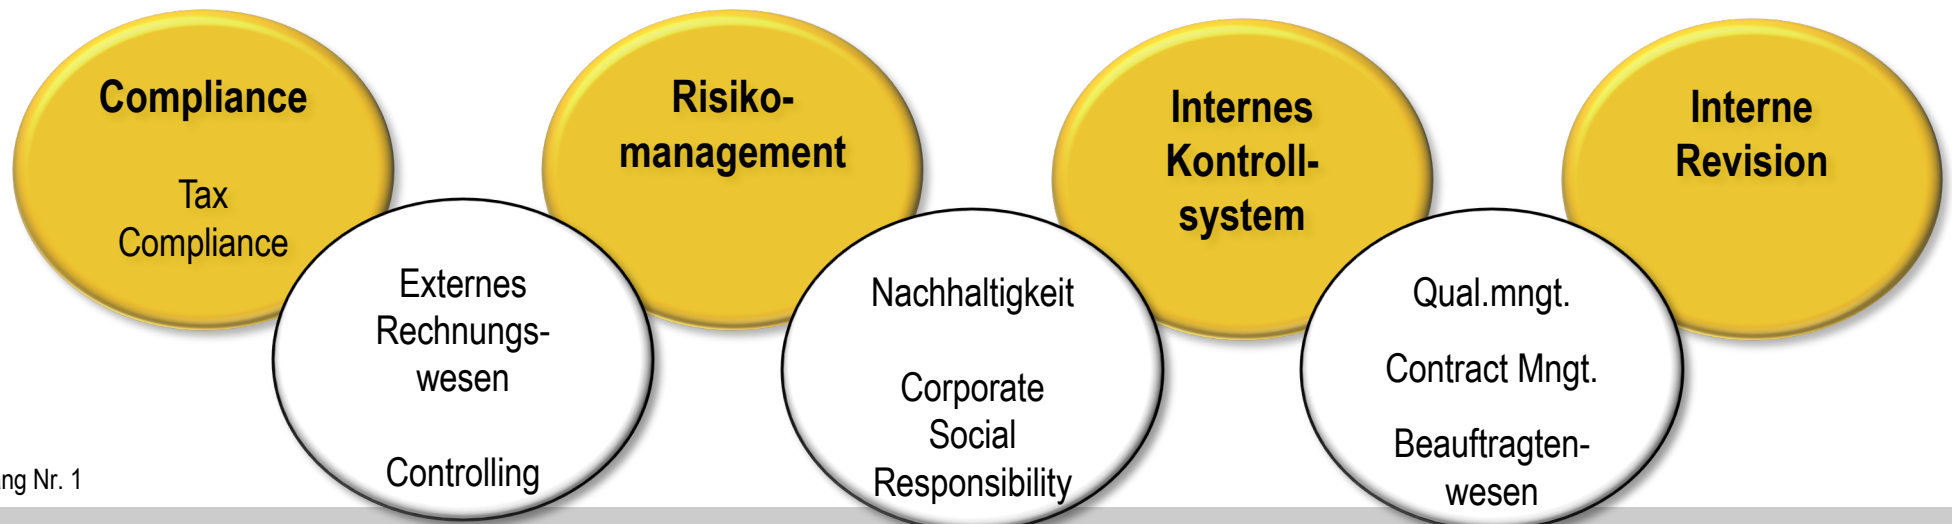 Compliance
Tax
Compliance
Risiko-
management
Internes
Kontroll-
system
Interne
Revision
Externes
Rechnungs-
wesen
Controlling
Nachhaltigkeit
Corporate
Social
Responsibility
Qual.mngt.
Contract Mngt.
Beauftragten-
wesen
Nr. 1